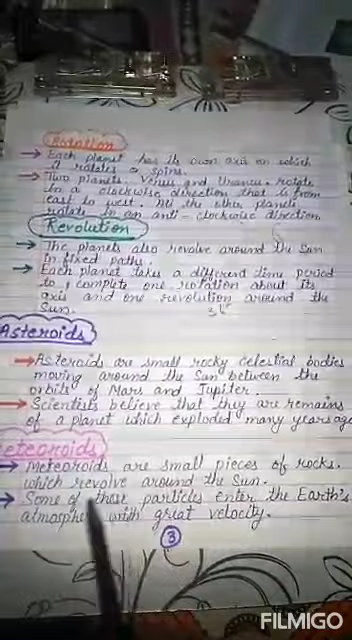 Rotation
→ Each planet has its own axis on which
it rotates or spins.
→ Two planets, Venus and Uranus rotate
in a clockwise direction that is from
east to west. All the other planets
rotate in an anti-clockwise direction.
Revolution
→ The planets also revolve around the Sun
in fixed paths.
→ Each planet takes a different time period
to complete one rotation about its
axis and one revolution around the
Sun.
Asteroids
→ Asteroids are small rocky celestial bodies
moving around the Sun between the
orbits of Mars and Jupiter.
→ Scientists believe that they are remains
of a planet which exploded many years ago
Meteoroids
→ Meteoroids are small pieces of rocks.
which revolve around the Sun.
→ Some of these particles enter the Earth's
atmosphere with great velocity.
3
FILMIGO